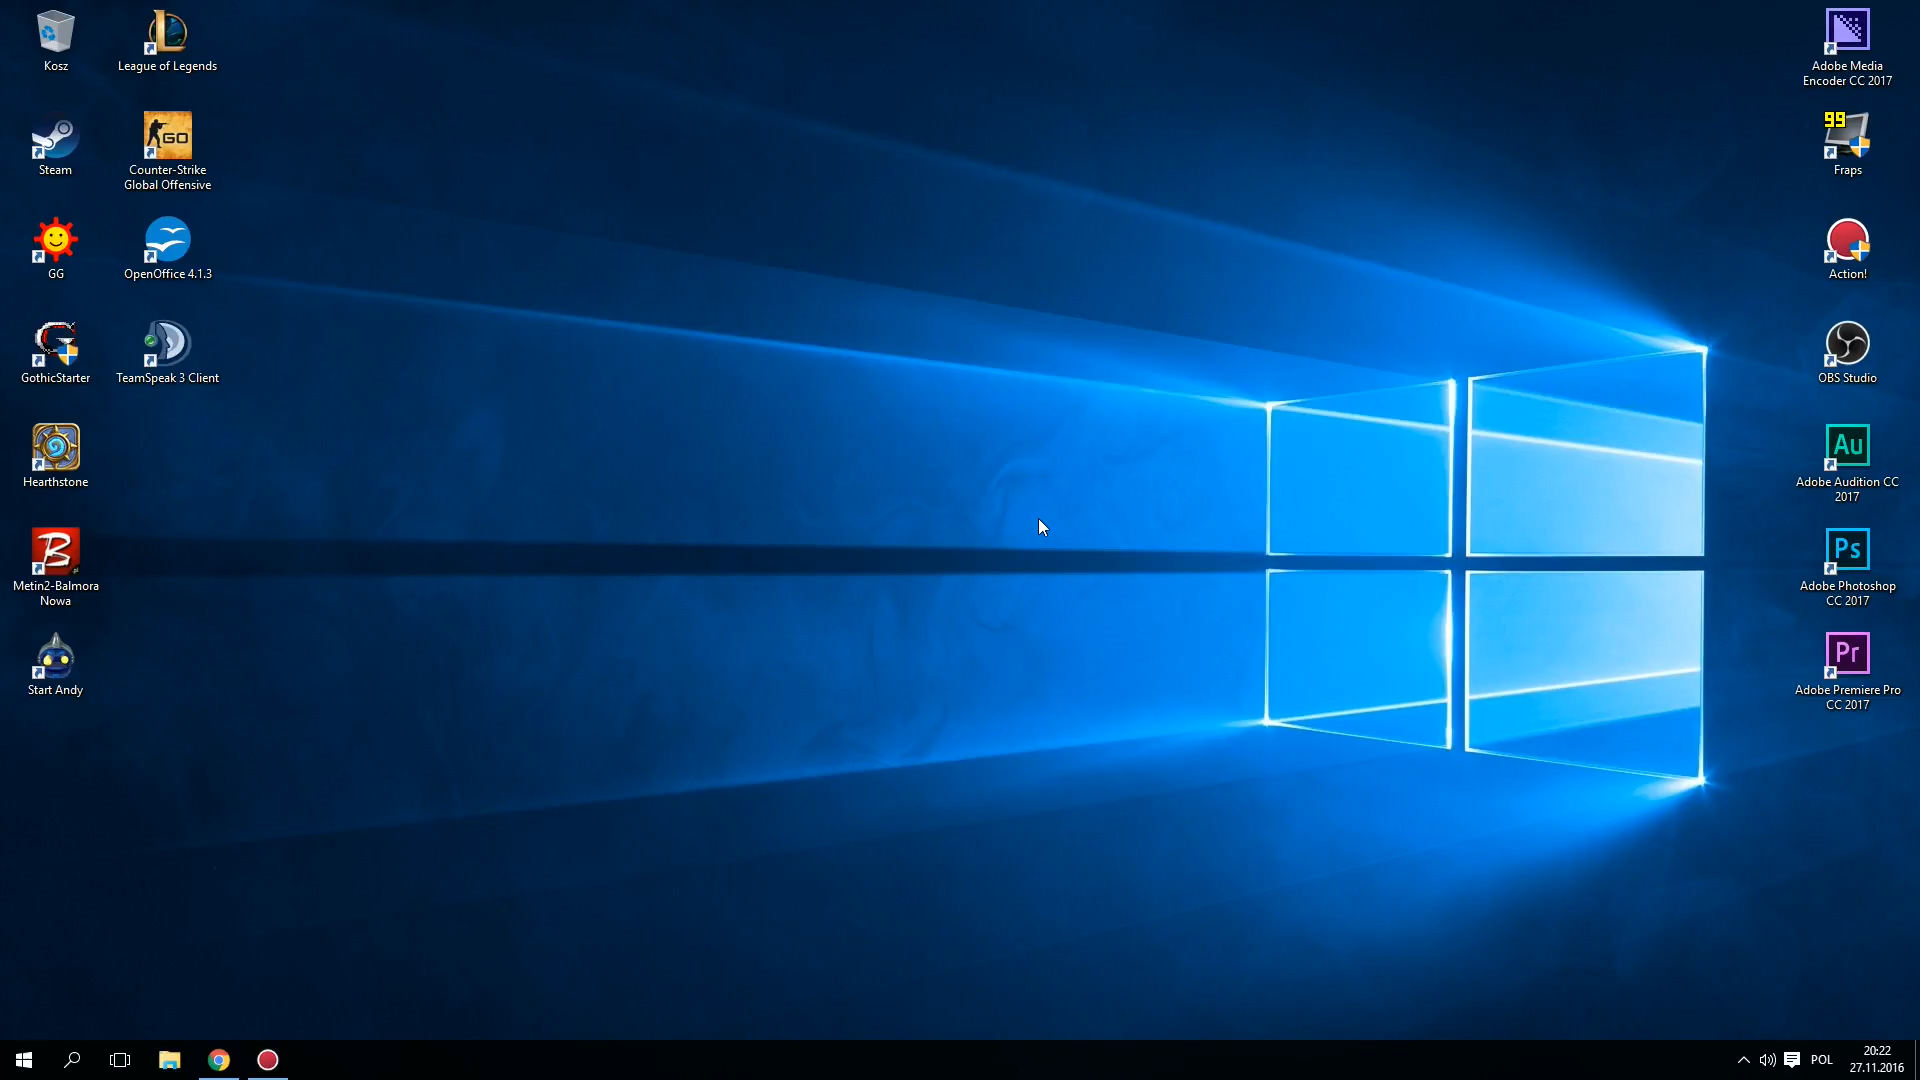 Kosz
League of Legends
Steam
GO
Counter-Strike
Global Offensive
GG
OpenOffice 4.1.3
GothicStarter
TeamSpeak 3 Client
Hearthstone
B
Metin2-Balmora
Nowa
Start Andy
Adobe Media
Encoder CC 2017
99
Fraps
Action!
OBS Studio
Au
Adobe Audition CC
2017
Ps
Adobe Photoshop
CC 2017
Pr
Adobe Premiere Pro
CC 2017
POL
20:22
27.11.2016